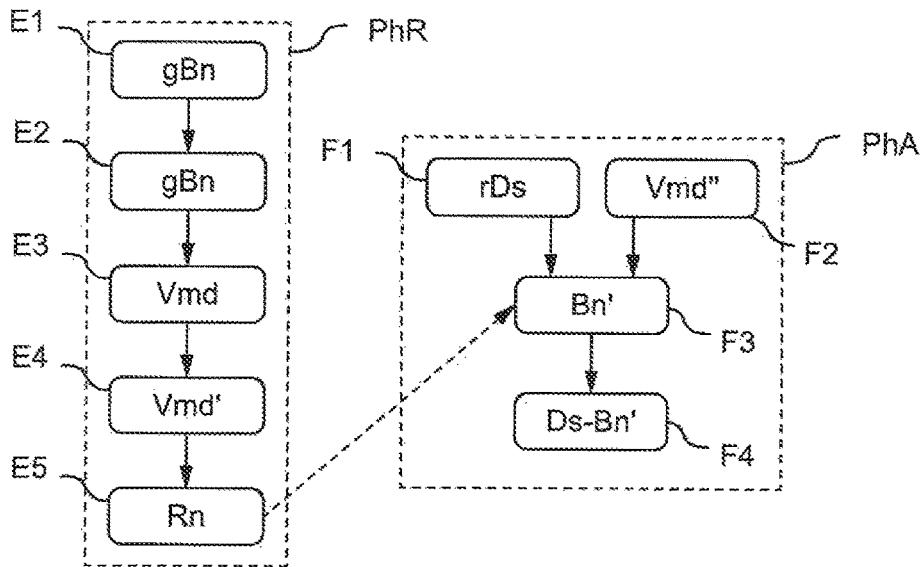 E1
gBn
PhR
E2
gBn
E3
Vmd
E4
Vmd'
E5
Rn
F1
rDs
Vmd"
PhA
F2
Bn'
F3
Ds-Bn'
F4